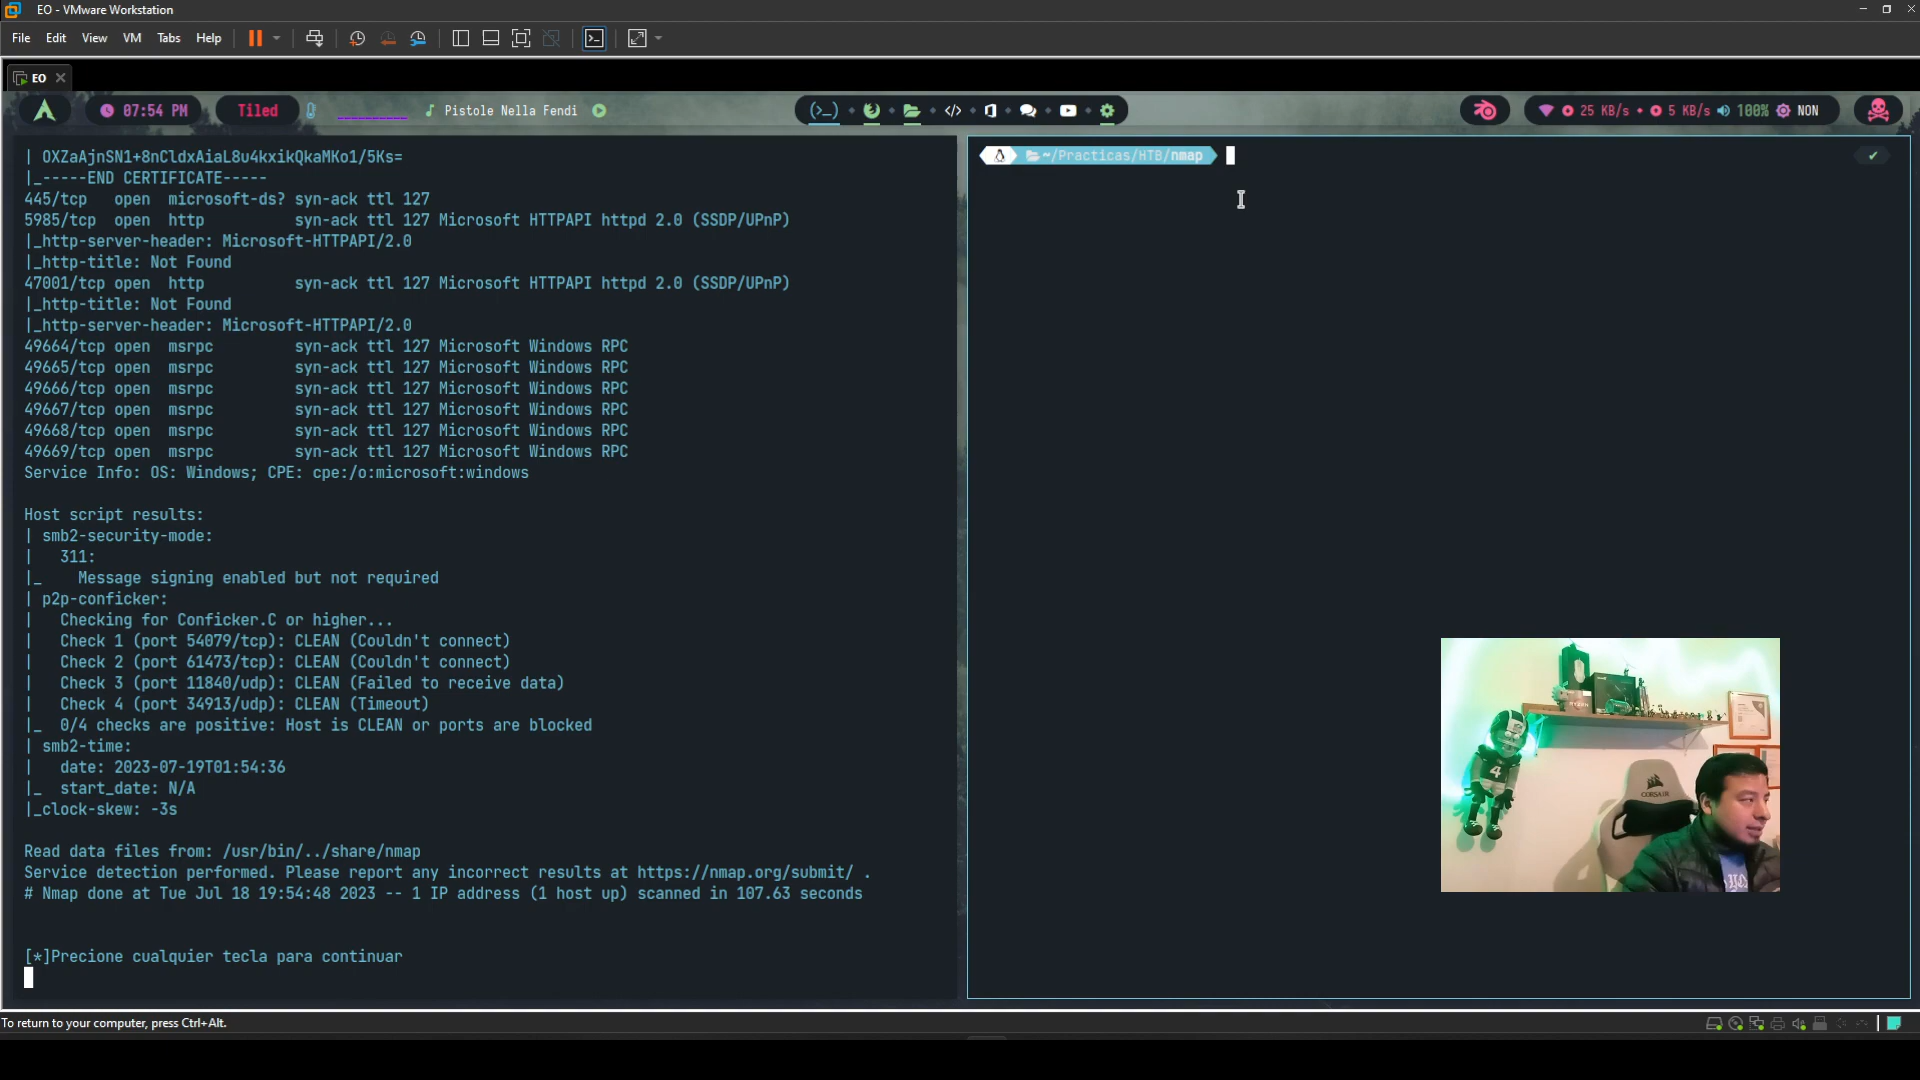 EO - VMware Workstation
File Edit View VM Tabs Help
EO
07:54 PM Tiled Pistole Nella Fendi 25 KB/s 5 KB/s 100% NON
| OXZaAjnSN1+8nCldxAiaL8u4kxikQkaMKo1/5Ks=
|_-----END CERTIFICATE-----
445/tcp open microsoft-ds? syn-ack ttl 127
5985/tcp open http syn-ack ttl 127 Microsoft HTTPAPI httpd 2.0 (SSDP/UPnP)
|_http-server-header: Microsoft-HTTPAPI/2.0
|_http-title: Not Found
47001/tcp open http syn-ack ttl 127 Microsoft HTTPAPI httpd 2.0 (SSDP/UPnP)
|_http-title: Not Found
|_http-server-header: Microsoft-HTTPAPI/2.0
49664/tcp open msrpc syn-ack ttl 127 Microsoft Windows RPC
49665/tcp open msrpc syn-ack ttl 127 Microsoft Windows RPC
49666/tcp open msrpc syn-ack ttl 127 Microsoft Windows RPC
49667/tcp open msrpc syn-ack ttl 127 Microsoft Windows RPC
49668/tcp open msrpc syn-ack ttl 127 Microsoft Windows RPC
49669/tcp open msrpc syn-ack ttl 127 Microsoft Windows RPC
Service Info: OS: Windows; CPE: cpe:/o:microsoft:windows
Host script results:
| smb2-security-mode:
| 311:
|_ Message signing enabled but not required
| p2p-conficker:
| Checking for Conficker.C or higher...
| Check 1 (port 54079/tcp): CLEAN (Couldn't connect)
| Check 2 (port 61473/tcp): CLEAN (Couldn't connect)
| Check 3 (port 11840/udp): CLEAN (Failed to receive data)
| Check 4 (port 34913/udp): CLEAN (Timeout)
|_ 0/4 checks are positive: Host is CLEAN or ports are blocked
| smb2-time:
| date: 2023-07-19T01:54:36
|_ start_date: N/A
|_clock-skew: -3s
Read data files from: /usr/bin/../share/nmap
Service detection performed. Please report any incorrect results at https://nmap.org/submit/ .
# Nmap done at Tue Jul 18 19:54:48 2023 -- 1 IP address (1 host up) scanned in 107.63 seconds
[*]Precione cualquier tecla para continuar
~/Practicas/HTB/nmap
4
CORSAIR
To return to your computer, press Ctrl+Alt.